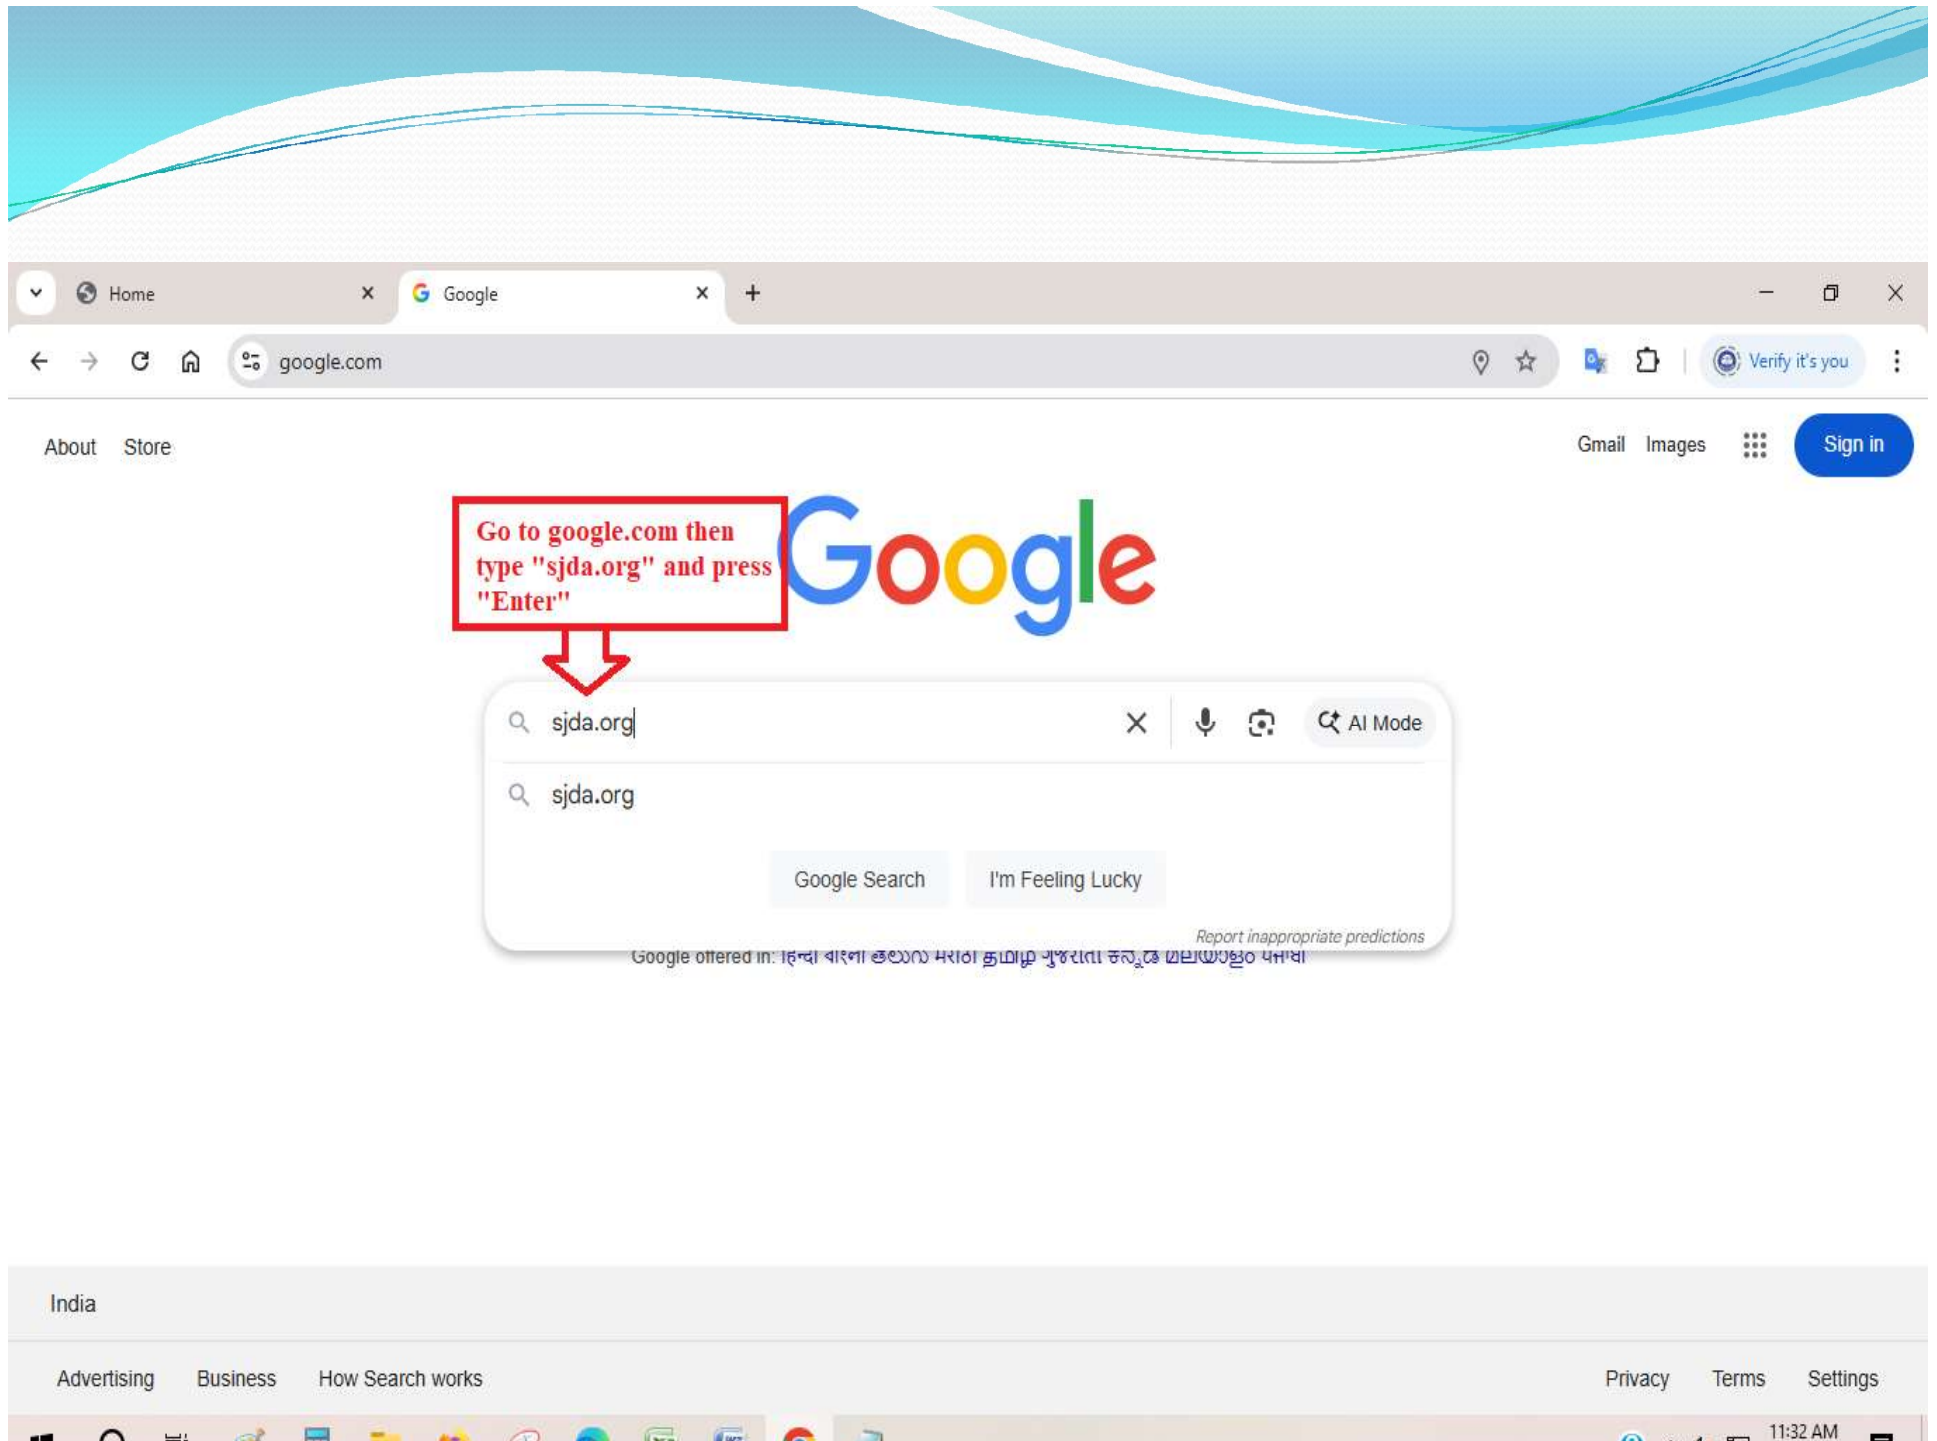 Home
Google
google.com
Verify it's you
About Store
Gmail Images Sign in
Google
Go to google.com then
type "sjda.org" and press
"Enter"
sjda.org
AI Mode
sjda.org
Google Search I'm Feeling Lucky
Report inappropriate predictions
Google offered in:
India
Advertising Business How Search works
Privacy Terms Settings
11:32 AM